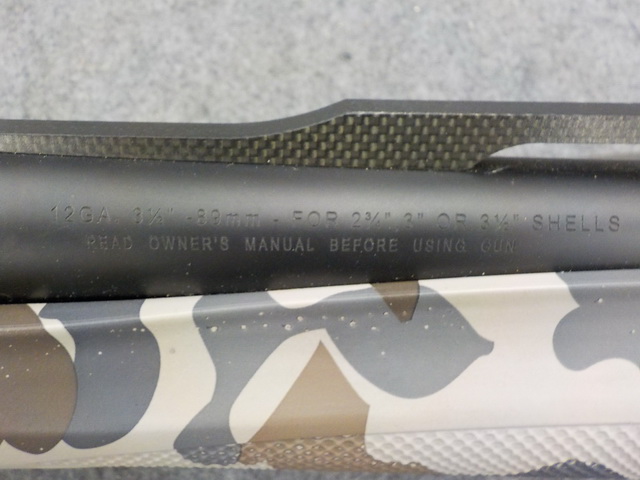 12GA 3½" -89mm - FOR 2¾", 3" OR 3½" SHELLS
READ OWNER'S MANUAL BEFORE USING GUN